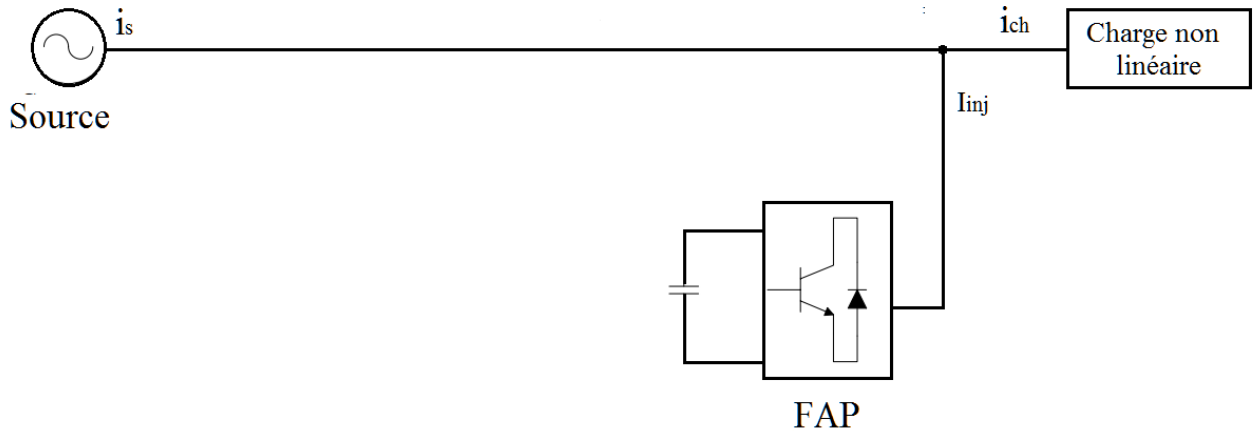 is
ich
Charge non
linéaire
Source
Iinj
FAP